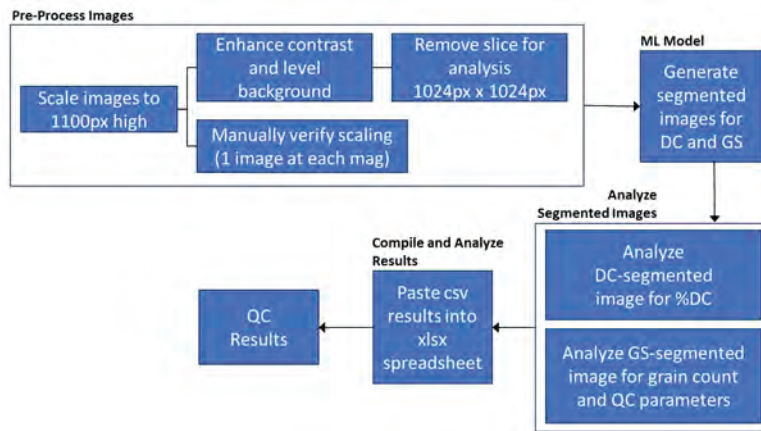 Pre-Process Images
Scale images to
1100px high
Enhance contrast
and level
background
Remove slice for
analysis
1024px x 1024px
Manually verify scaling
(1 image at each mag)
ML Model
Generate
segmented
images for
DC and GS
Analyze
Segmented Images
Analyze
DC-segmented
image for %DC
Analyze GS-segmented
image for grain count
and QC parameters
Compile and Analyze
Results
Paste csv
results into
xlsx
spreadsheet
QC
Results